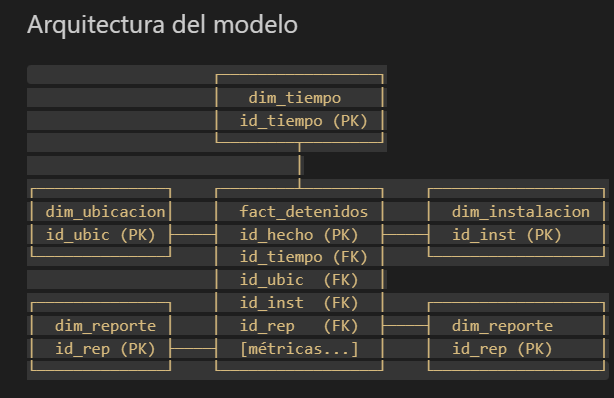 Arquitectura del modelo
dim_tiempo
id_tiempo (PK)
dim_ubicacion fact_detenidos dim_instalacion
id_ubic (PK) id_hecho (PK) id_inst (PK)
id_tiempo (FK)
id_ubic (FK)
id_inst (FK)
dim_reporte id_rep (FK) dim_reporte
id_rep (PK) [métricas...] id_rep (PK)